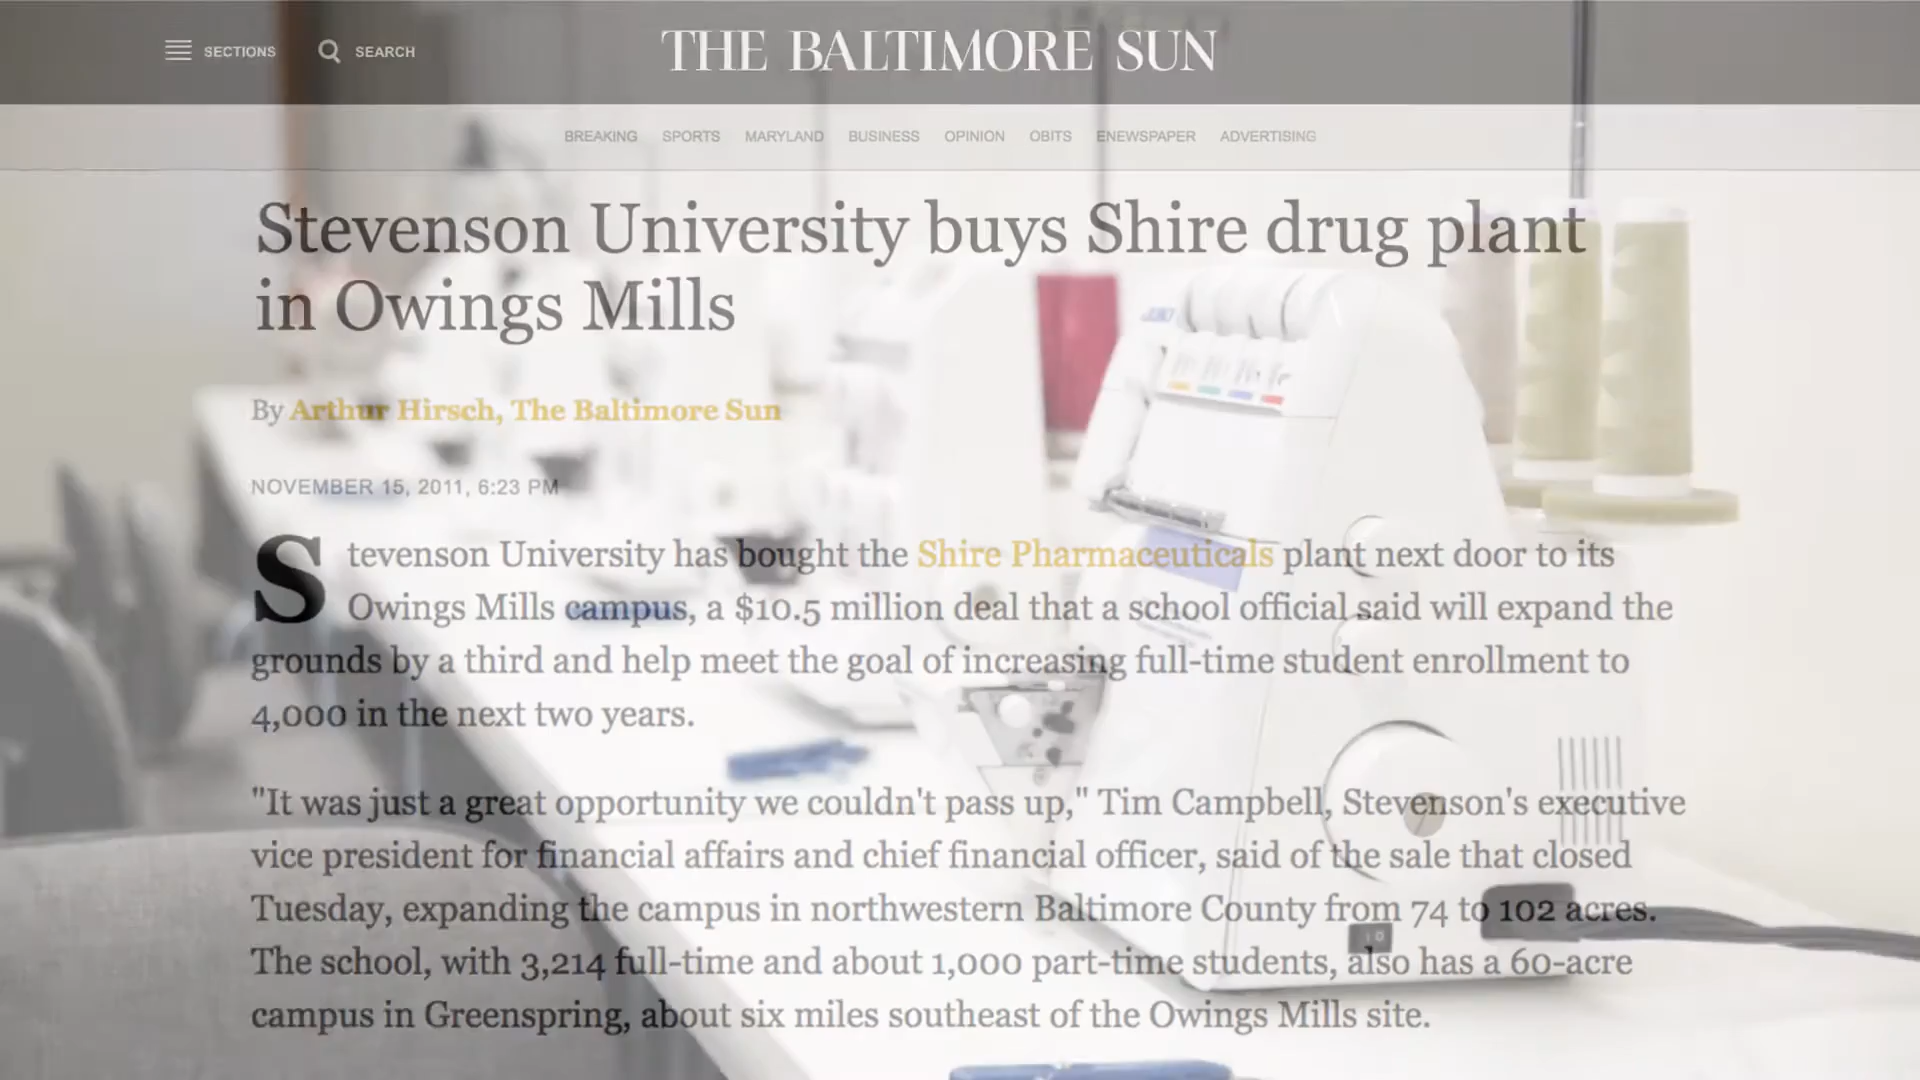 SECTIONS
SEARCH
THE BALTIMORE SUN
BREAKING SPORTS MARYLAND BUSINESS OPINION OBITS ENEWSPAPER ADVERTISING
Stevenson University buys Shire drug plant
in Owings Mills
By Arthur Hirsch, The Baltimore Sun
NOVEMBER 15, 2011, 6:23 PM
Stevenson University has bought the Shire Pharmaceuticals plant next door to its
Owings Mills campus, a $10.5 million deal that a school official said will expand the
grounds by a third and help meet the goal of increasing full-time student enrollment to
4,000 in the next two years.
"It was just a great opportunity we couldn't pass up," Tim Campbell, Stevenson's executive
vice president for financial affairs and chief financial officer, said of the sale that closed
Tuesday, expanding the campus in northwestern Baltimore County from 74 to 102 acres.
The school, with 3,214 full-time and about 1,000 part-time students, also has a 60-acre
campus in Greenspring, about six miles southeast of the Owings Mills site.